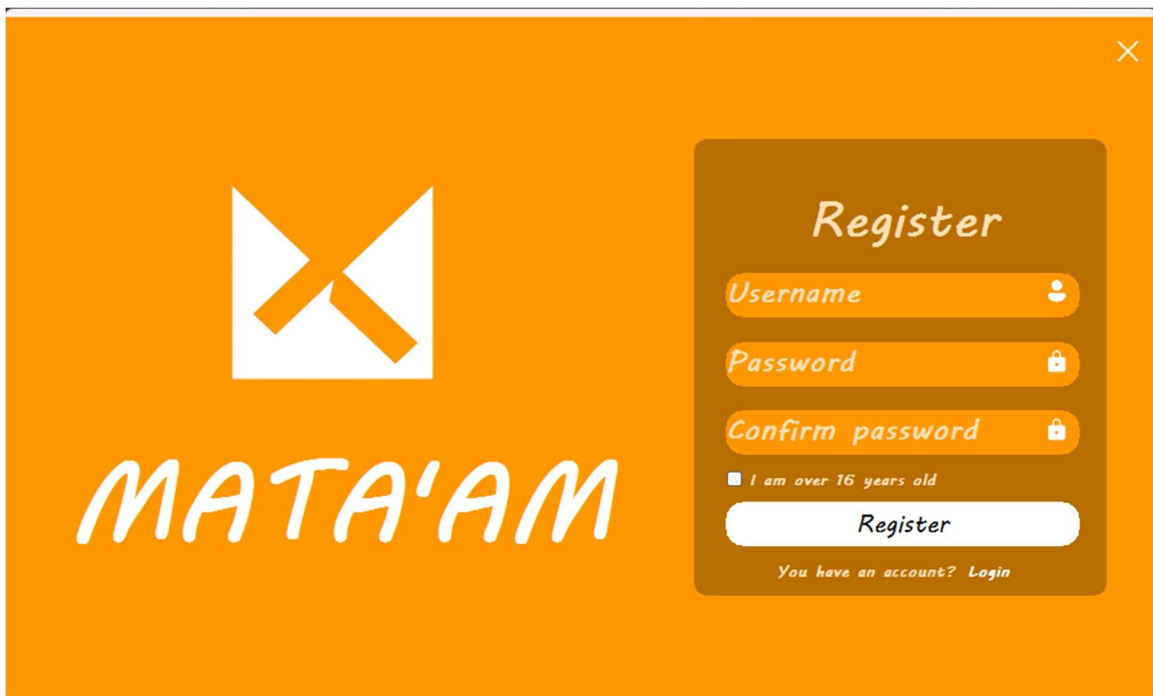 MATA'AM
Register
Username
Password
Confirm password
I am over 16 years old
Register
You have an account? Login